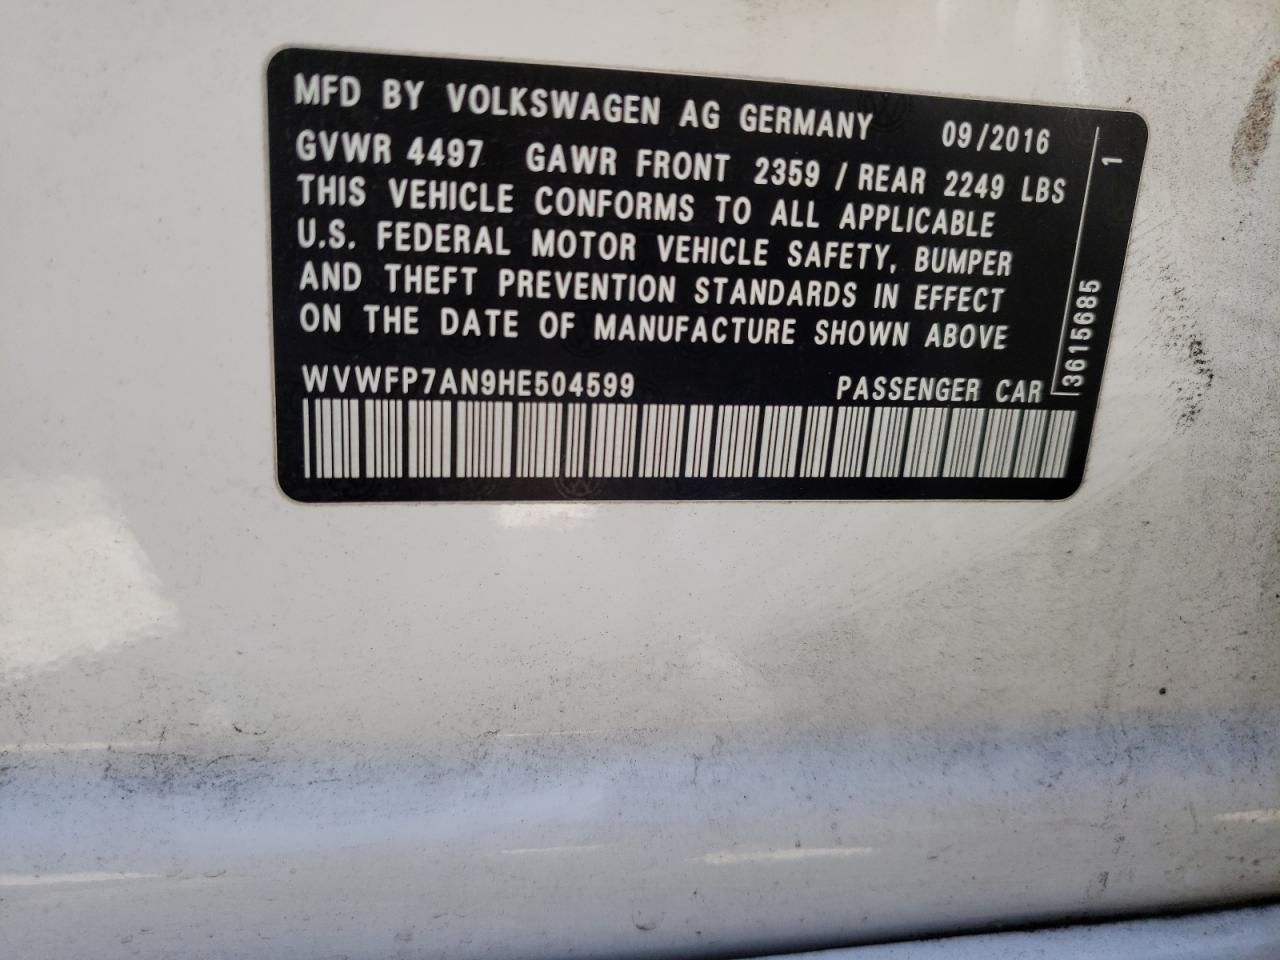 MFD BY VOLKSWAGEN AG GERMANY 09/2016
GVWR 4497 GAWR FRONT 2359 / REAR 2249 LBS
THIS VEHICLE CONFORMS TO ALL APPLICABLE
U.S. FEDERAL MOTOR VEHICLE SAFETY, BUMPER
AND THEFT PREVENTION STANDARDS IN EFFECT
ON THE DATE OF MANUFACTURE SHOWN ABOVE
WVWFP7AN9HE504599 PASSENGER CAR
3615685 1